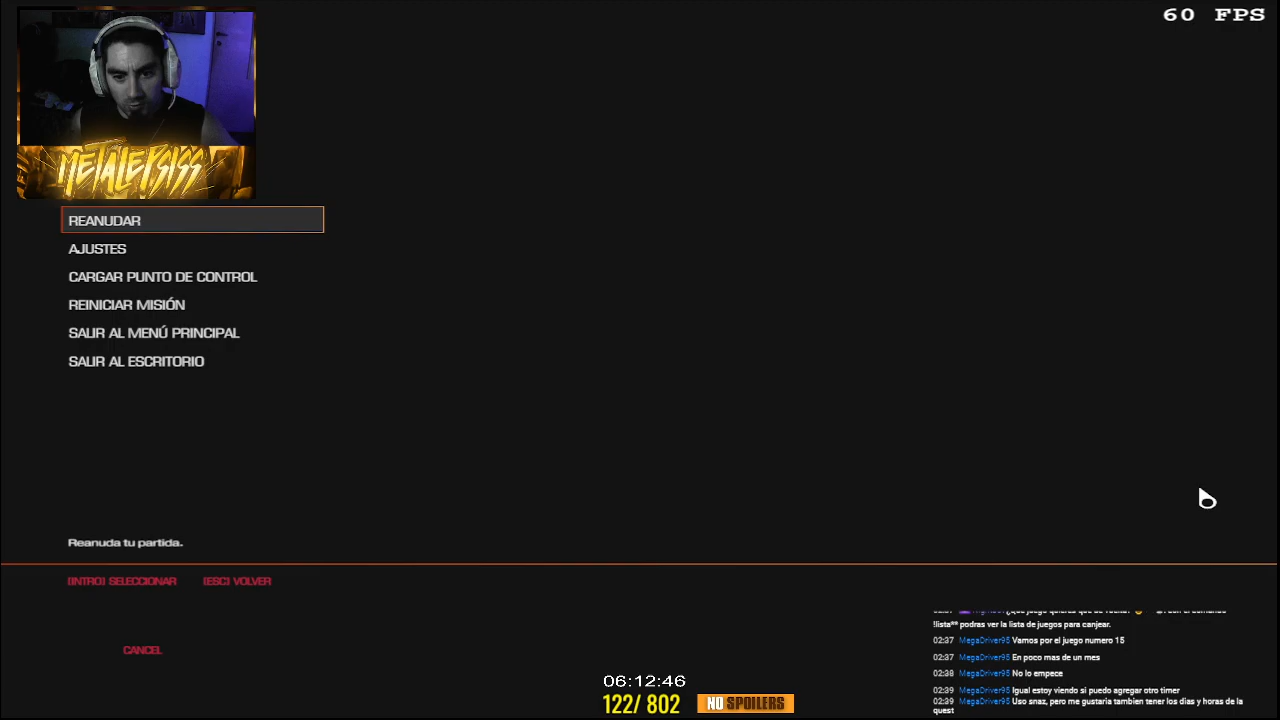 60 FPS
METALEPSISS
REANUDAR
AJUSTES
CARGAR PUNTO DE CONTROL
REINICIAR MISIÓN
SALIR AL MENÚ PRINCIPAL
SALIR AL ESCRITORIO
Reanuda tu partida.
[INTRO] SELECCIONAR [ESC] VOLVER
CANCEL
06:12:46
122/ 802 NO SPOILERS
!lista** podras ver la lista de juegos para canjear.
02:37 MegaDriver95 Vamos por el juego numero 15
02:37 MegaDriver95 En poco mas de un mes
02:38 MegaDriver95 No lo empece
02:39 MegaDriver95 Igual estoy viendo si puedo agregar otro timer
02:39 MegaDriver95 Uso snaz, pero me gustaria tambien tener los dias y horas de la
quest